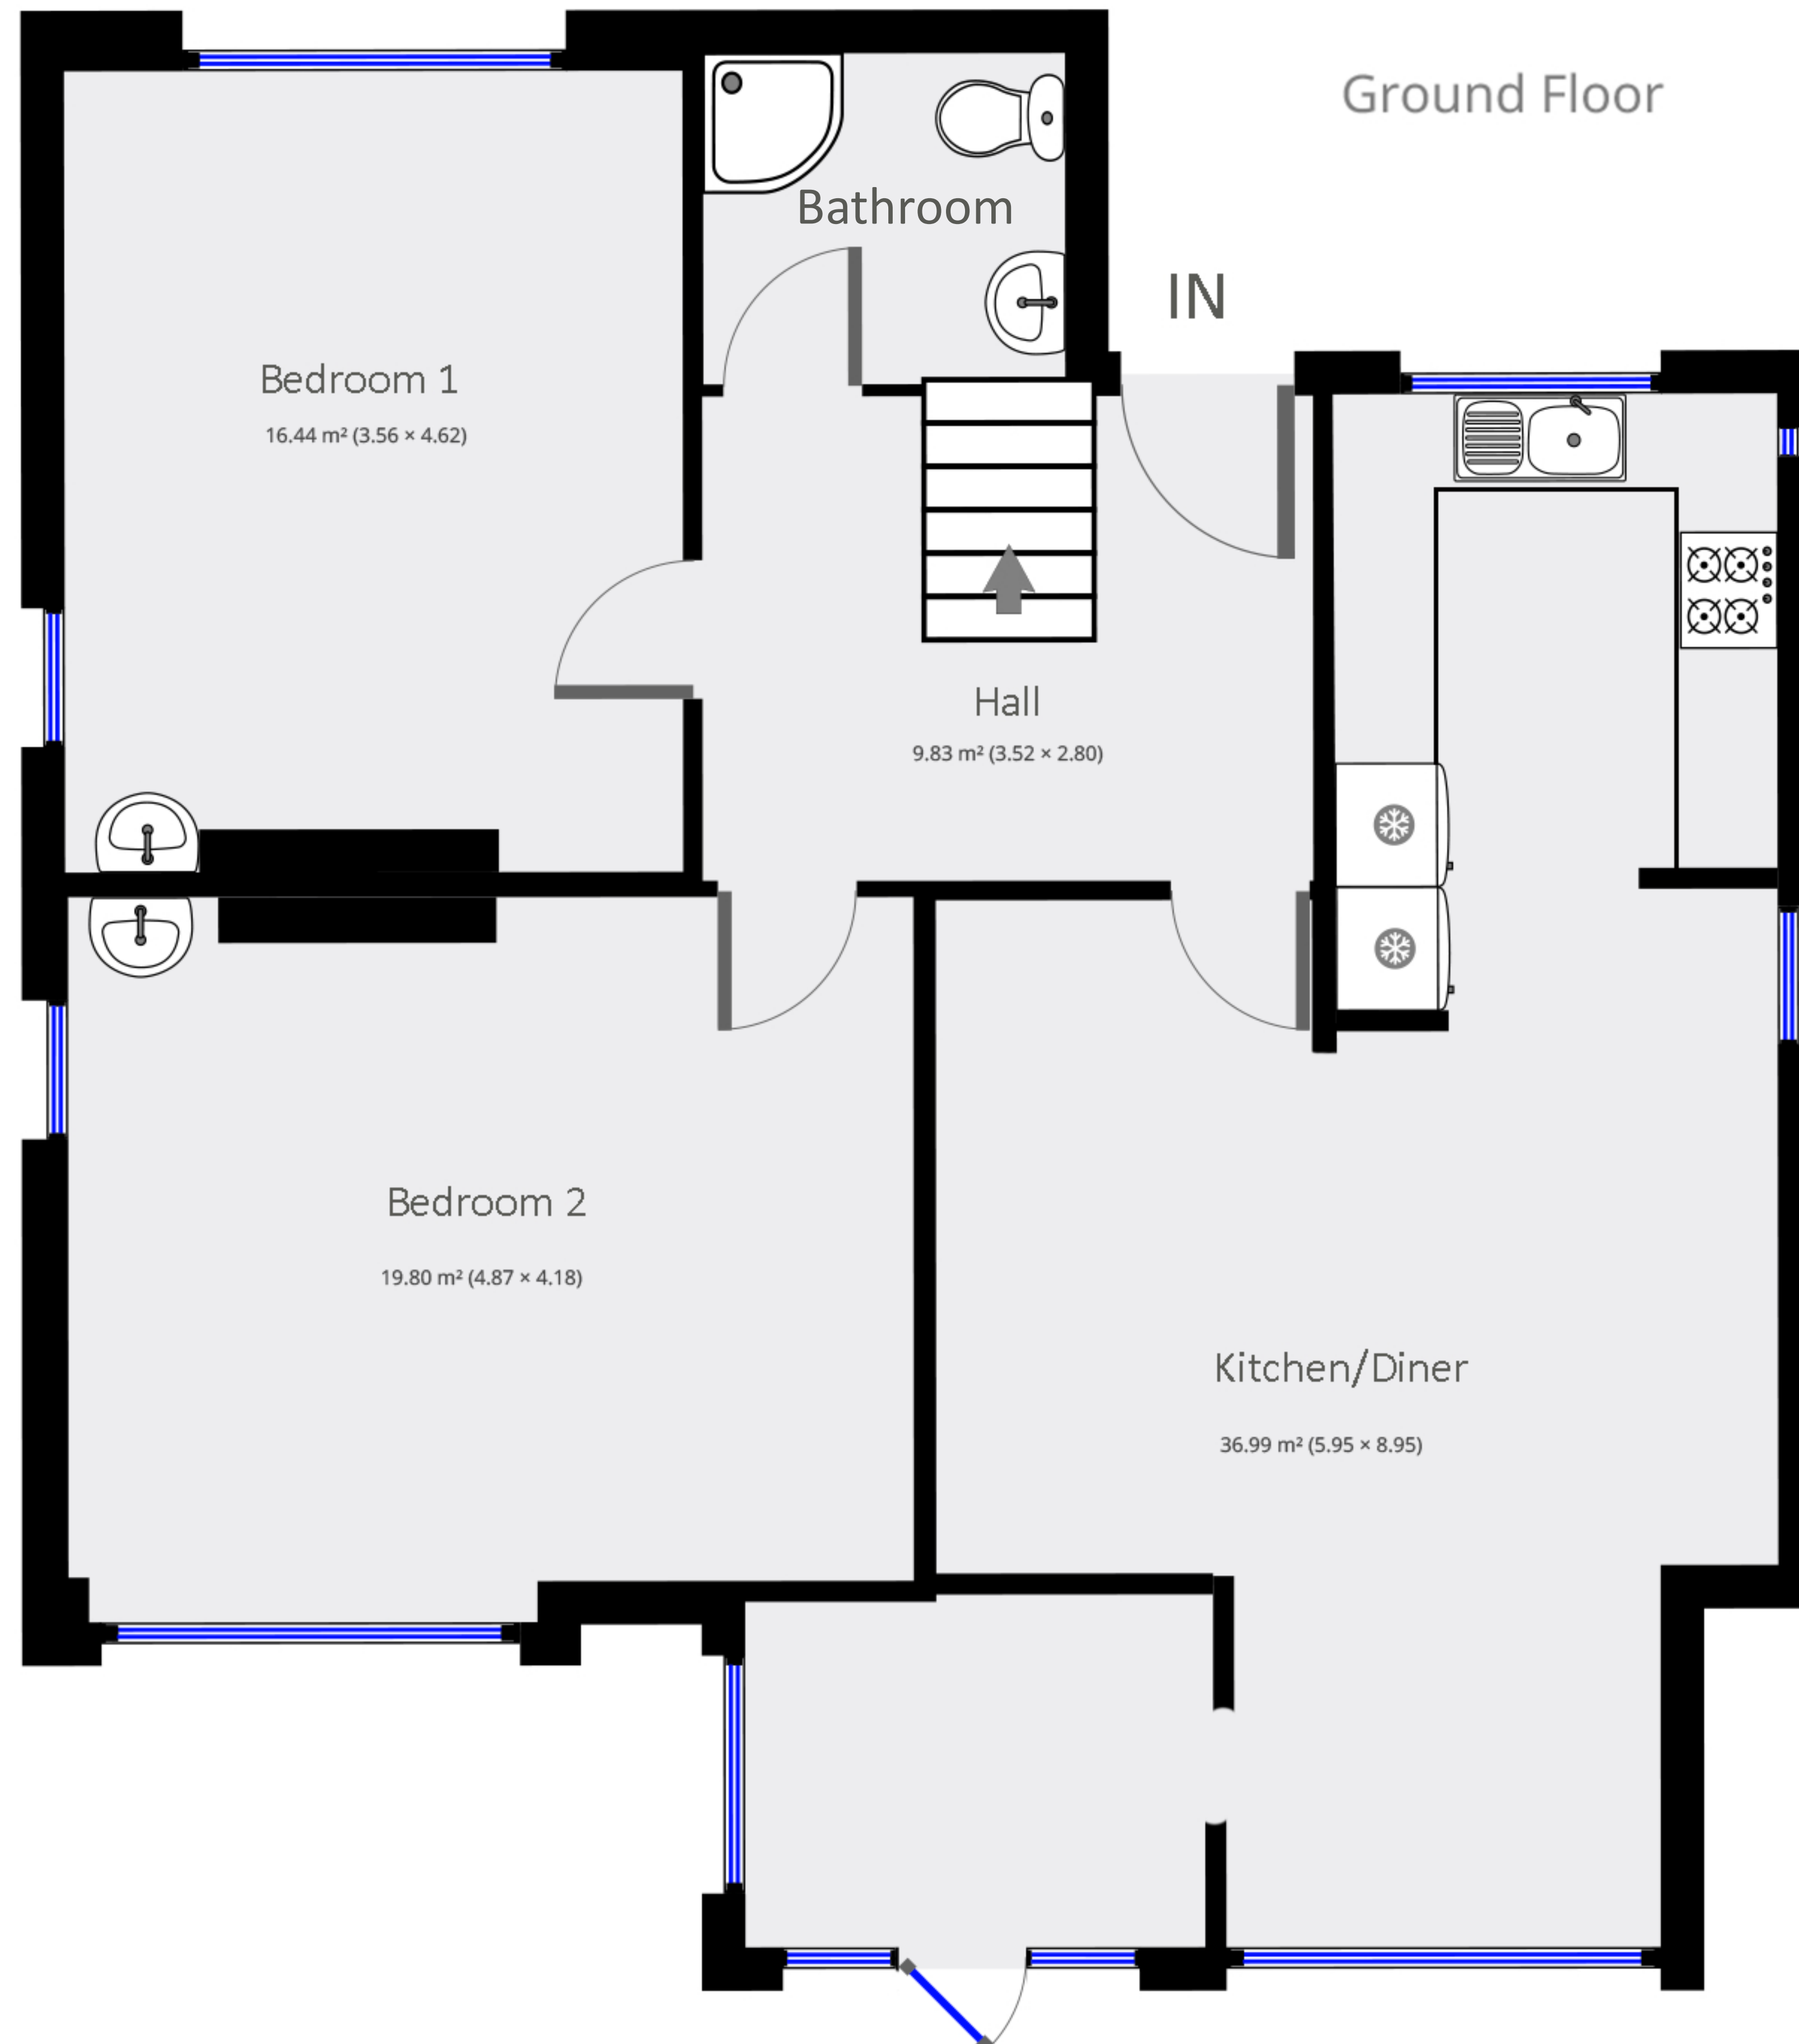 Ground Floor
Bathroom
IN
Bedroom 1
16.44 m² (3.56 × 4.62)
Hall
9.83 m² (3.52 × 2.80)
Bedroom 2
19.80 m² (4.87 × 4.18)
Kitchen/Diner
36.99 m² (5.95 × 8.95)